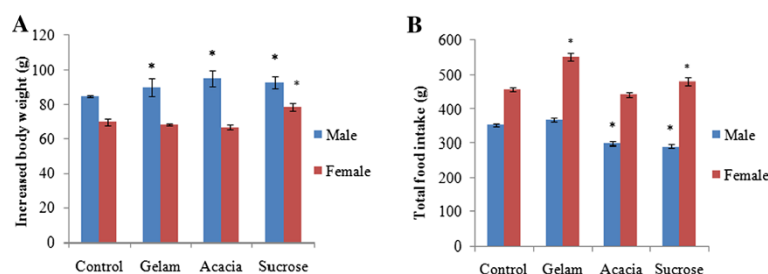 A
Increased body weight (g)
120
100
80
60
40
20
0
*
*
*
*
Control Gelam Acacia Sucrose
Male
Female
B
Total food intake (g)
600
500
400
300
200
100
0
*
*
*
*
Control Gelam Acacia Sucrose
Male
Female